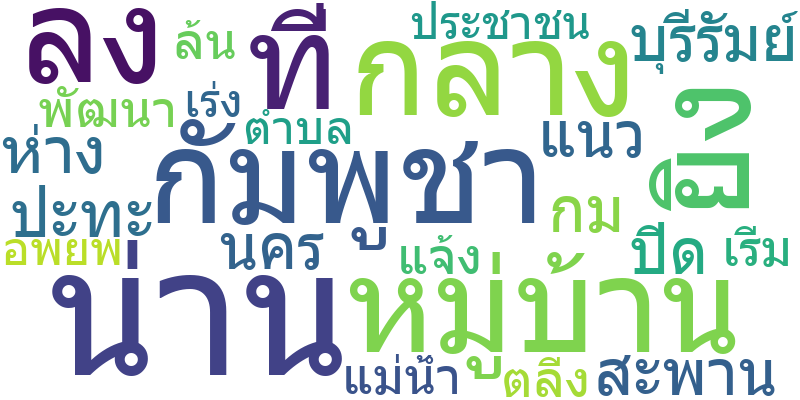 ลง
ล้น
ที่
ประชาชน
บุรีรัมย์
กลาง
พัฒนา
เร่ง
ตำบล
ห่าง
กัมพูชา
แนว
ฝั่ง
ปะทะ
กม
อพยพ
นคร
แจ้ง
ปิด
เริ่ม
น่าน
หมู่บ้าน
แม่น้ำ
ตลิ่ง
สะพาน